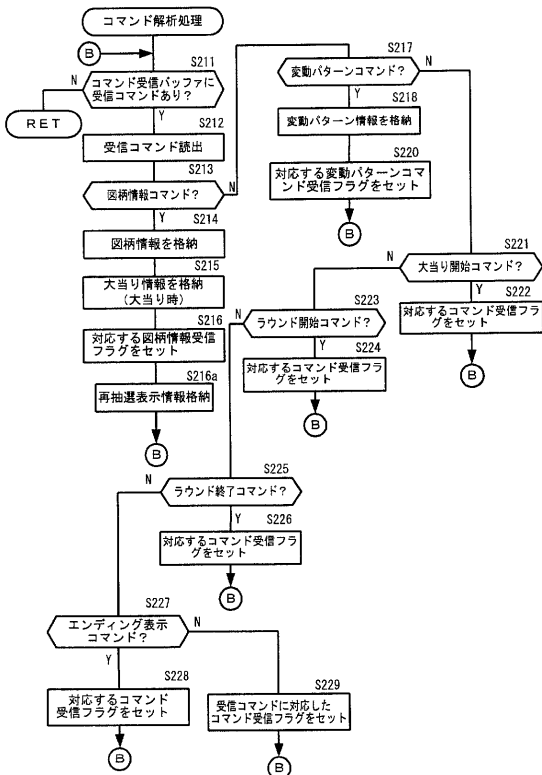 コマンド解析処理
B
S211
コマンド受信バッファに
受信コマンドあり?
N
Y
RET
S212
受信コマンド読出
S213
図柄情報コマンド?
N
Y
S214
図柄情報を格納
S215
大当り情報を格納
(大当り時)
S216
対応する図柄情報受信
フラグをセット
S216a
再抽選表示情報格納
B
S217
変動パターンコマンド?
N
Y
S218
変動パターン情報を格納
S220
対応する変動パターンコマ
ンド受信フラグをセット
B
S221
大当り開始コマンド?
N
Y
S222
対応するコマンド受信フラ
グをセット
B
S223
ラウンド開始コマンド?
N
Y
S224
対応するコマンド受信フラ
グをセット
B
S225
ラウンド終了コマンド?
N
Y
S226
対応するコマンド受信フラ
グをセット
B
S227
エンディング表示
コマンド?
N
Y
S228
対応するコマンド
受信フラグをセット
B
S229
受信コマンドに対応した
コマンド受信フラグをセット
B